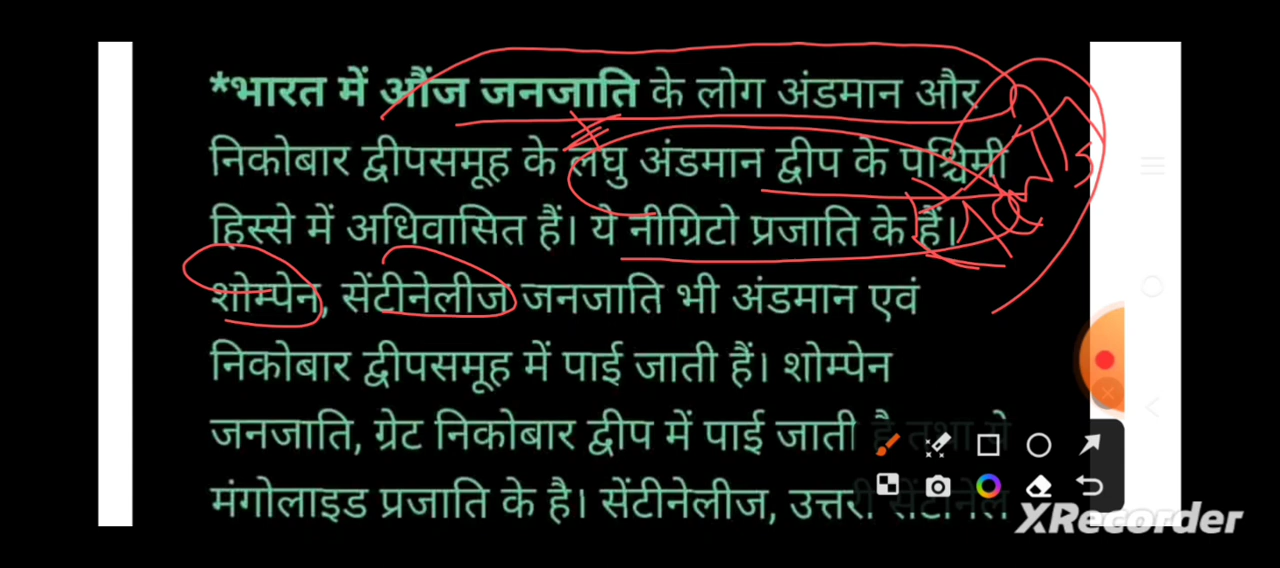 *भारत में औंज जनजाति के लोग अंडमान और
निकोबार द्वीपसमूह के लघु अंडमान द्वीप के पश्चिमी
हिस्से में अधिवासित हैं। ये नीग्रिटो प्रजाति के हैं।
शोम्पेन, सेंटीनेलीज जनजाति भी अंडमान एवं
निकोबार द्वीपसमूह में पाई जाती हैं। शोम्पेन
जनजाति, ग्रेट निकोबार द्वीप में पाई जाती है तथा ये
मंगोलाइड प्रजाति के है। सेंटीनेलीज, उत्तरी सेंटीनेल
XRecorder